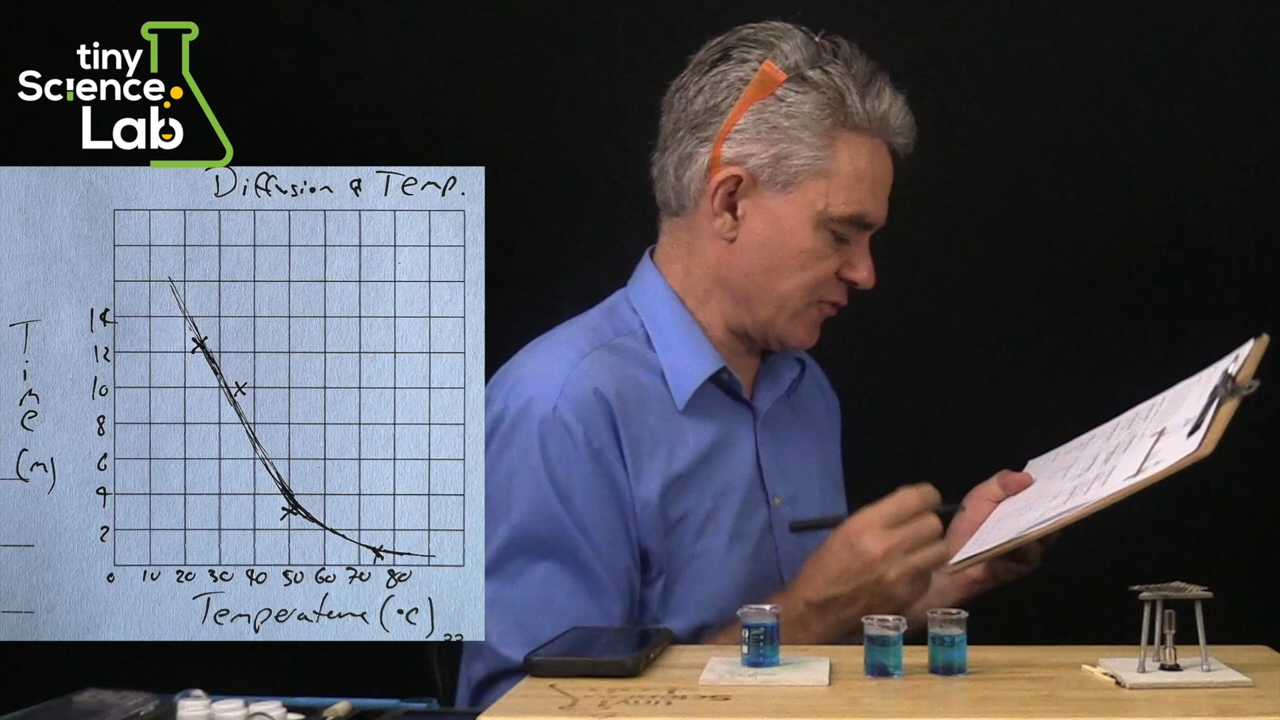 tiny
Science
Lab
Diffusion & Temp.
Time (m)
14
12
10
8
6
4
2
0 10 20 30 40 50 60 70 80
Temperature (°C)